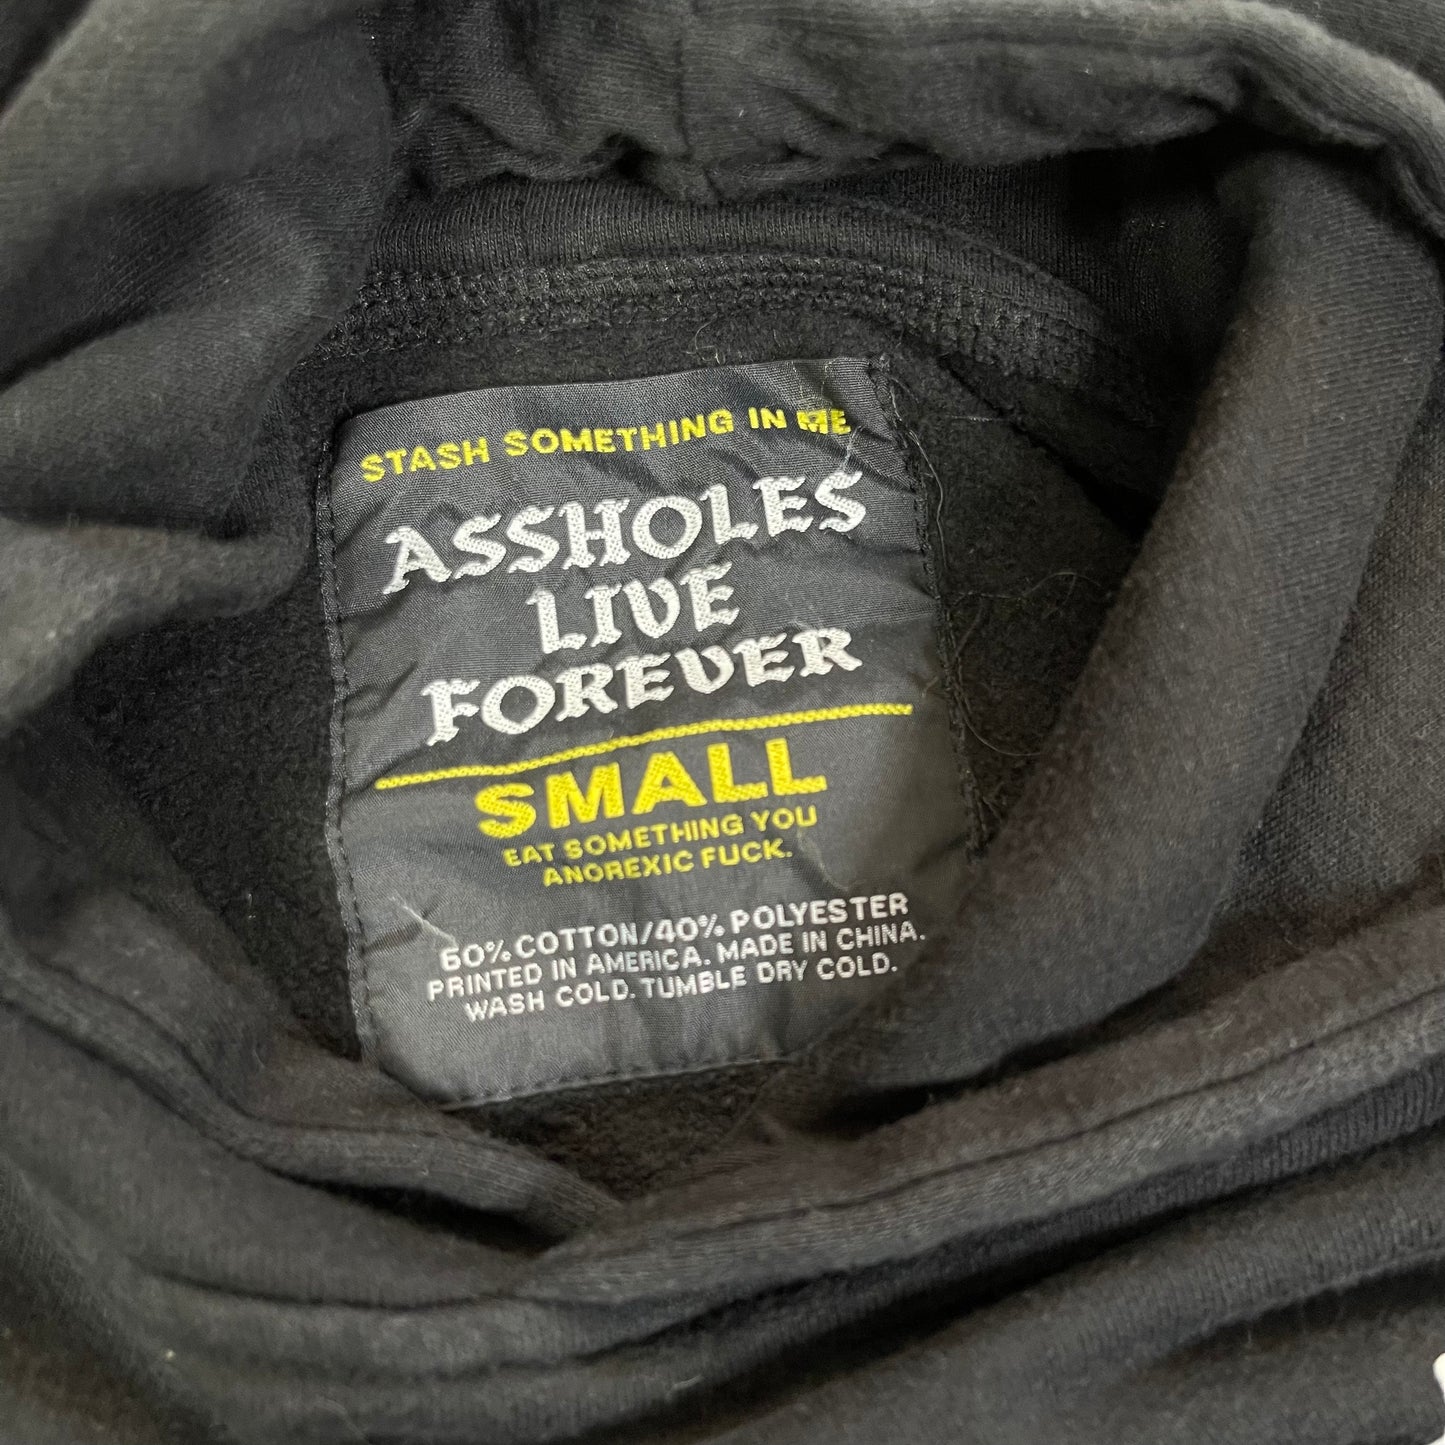 STASH SOMETHING IN ME
ASSHOLES
LIVE
FOREVER
SMALL
EAT SOMETHING YOU
ANOREXIC FUCK.
60% COTTON/40% POLYESTER
PRINTED IN AMERICA. MADE IN CHINA.
WASH COLD. TUMBLE DRY COLD.